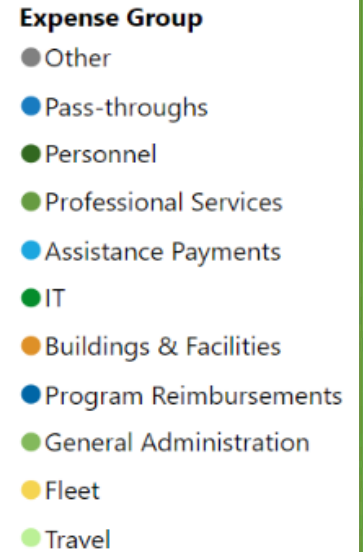 Expense Group
Other
Pass-throughs
Personnel
Professional Services
Assistance Payments
IT
Buildings & Facilities
Program Reimbursements
General Administration
Fleet
Travel